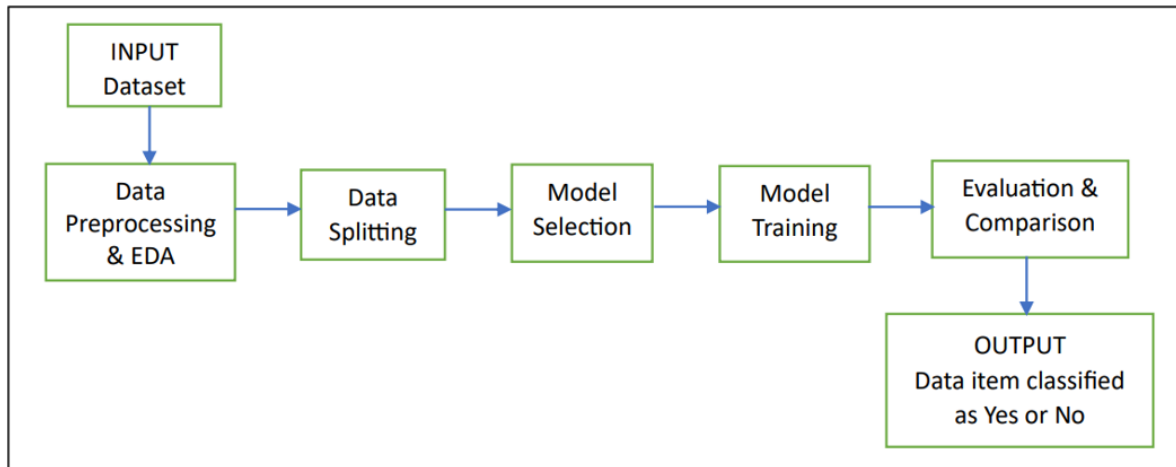 INPUT
Dataset
Data
Preprocessing
& EDA
Data
Splitting
Model
Selection
Model
Training
Evaluation &
Comparison
OUTPUT
Data item classified
as Yes or No